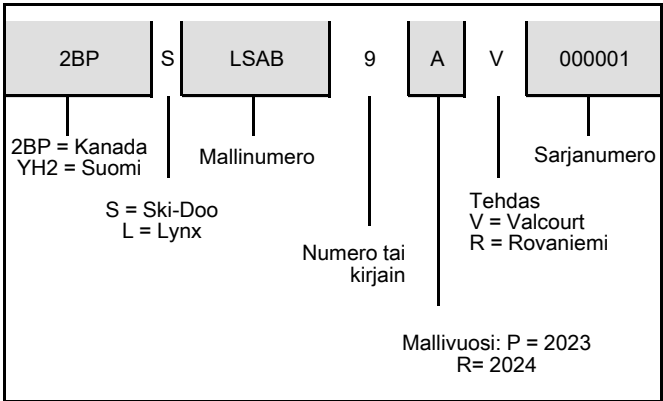 2BP S LSAB 9 A V 000001
2BP = Kanada
YH2 = Suomi
Mallinumero
Sarjanumero
S = Ski-Doo
L = Lynx
Tehdas
V = Valcourt
R = Rovaniemi
Numero tai
kirjain
Mallivuosi: P = 2023
R= 2024